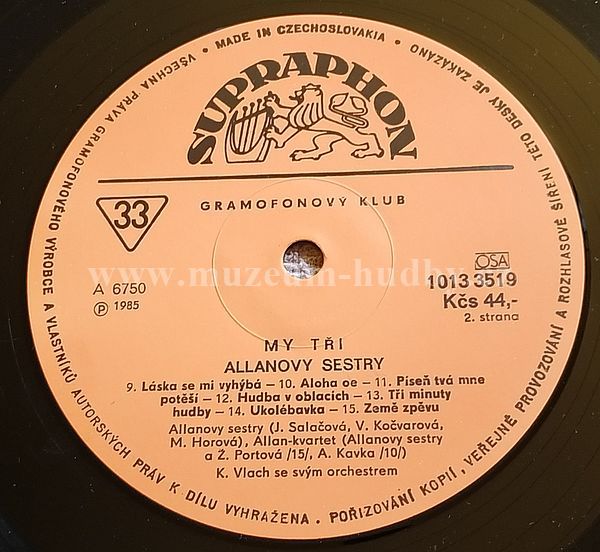 VŠECHNA PRÁVA GRAMOFONOVÉHO VÝROBCE A VLASTNÍKŮ AUTORSKÝCH PRÁV K DÍLU VYHRAŽENA . POŘIZOVÁNÍ KOPIÍ, VEŘEJNÉ PROVOZOVÁNÍ A ROZHLASOVÉ ŠÍŘENÍ TÉTO DESKY JE ZAKÁZÁNO • MADE IN CZECHOSLOVAKIA •
SUPRAPHON
33
GRAMOFONOVÝ KLUB
OSA
www.muzeum-hudby.
A 6750
1013 3519
Ⓟ 1985
Kčs 44,-
2. strana
MY TŘI
ALLANOVY SESTRY
9. Láska se mi vyhýbá — 10. Aloha oe — 11. Píseň tvá mne
potěší — 12. Hudba v oblacích — 13. Tři minuty
hudby — 14. Ukolébavka — 15. Země zpěvu
Allanovy sestry (J. Salačová, V. Kočvarová,
M. Horová), Allan-kvartet (Allanovy sestry
a Ž. Portová /15/, A. Kavka /10/)
K. Vlach se svým orchestrem